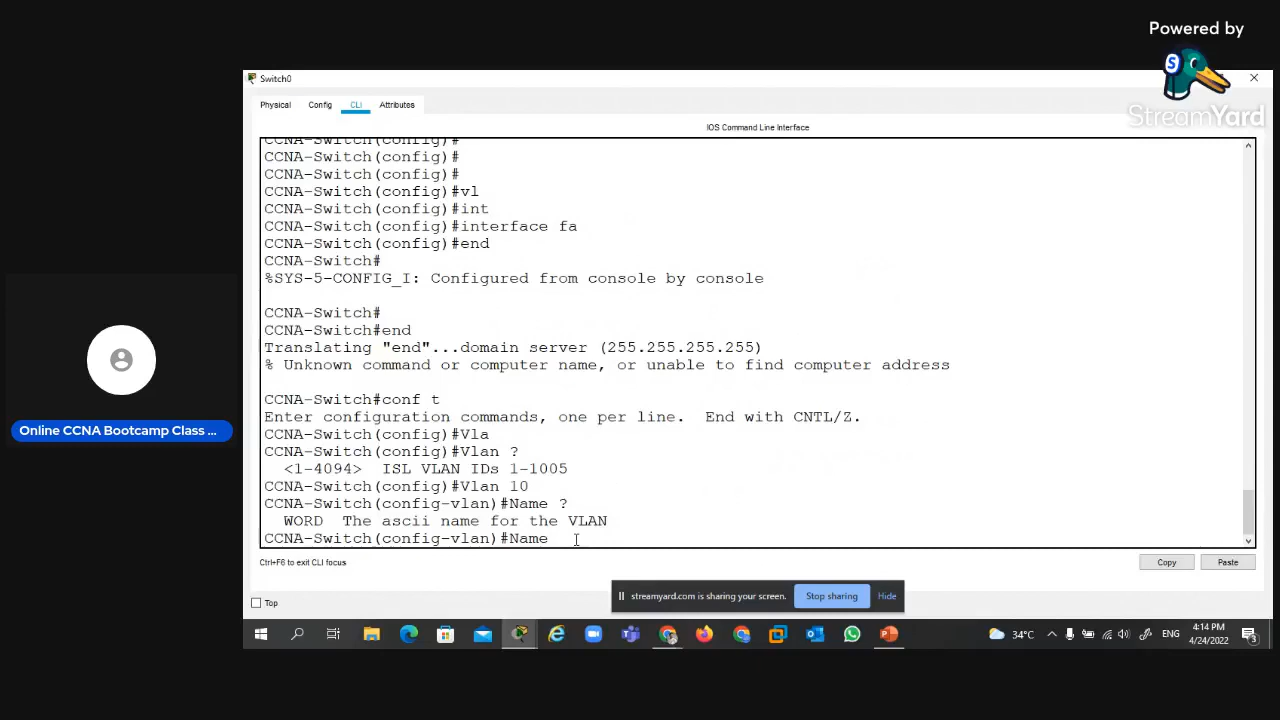 Powered by
S
StreamYard
Switch0
Physical Config CLI Attributes
IOS Command Line Interface
CCNA-Switch(config)#
CCNA-Switch(config)#
CCNA-Switch(config)#
CCNA-Switch(config)#vl
CCNA-Switch(config)#int
CCNA-Switch(config)#interface fa
CCNA-Switch(config)#end
CCNA-Switch#
%SYS-5-CONFIG_I: Configured from console by console
CCNA-Switch#
CCNA-Switch#end
Translating "end"...domain server (255.255.255.255)
% Unknown command or computer name, or unable to find computer address
CCNA-Switch#conf t
Enter configuration commands, one per line. End with CNTL/Z.
CCNA-Switch(config)#Vla
CCNA-Switch(config)#Vlan ?
<1-4094> ISL VLAN IDs 1-1005
CCNA-Switch(config)#Vlan 10
CCNA-Switch(config-vlan)#Name ?
WORD The ascii name for the VLAN
CCNA-Switch(config-vlan)#Name
Ctrl+F6 to exit CLI focus
Copy Paste
Top
streamyard.com is sharing your screen. Stop sharing Hide
Online CCNA Bootcamp Class ...
34°C ENG 4:14 PM
4/24/2022
3